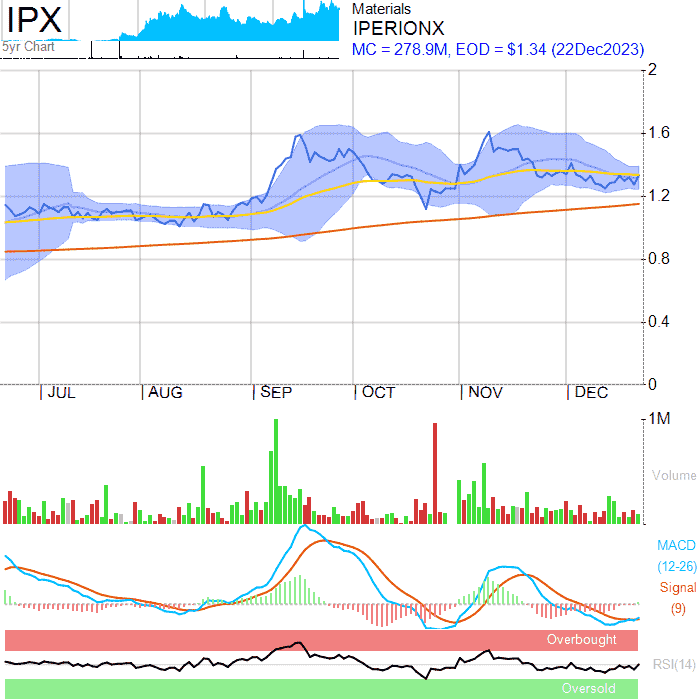 IPX
5yr Chart
Materials
IPERIONX
MC = 278.9M, EOD = $1.34 (22Dec2023)
2
1.6
1.2
0.8
0.4
0
JUL AUG SEP OCT NOV DEC
1M
Volume
MACD
(12-26)
Signal
(9)
Overbought
RSI(14)
Oversold